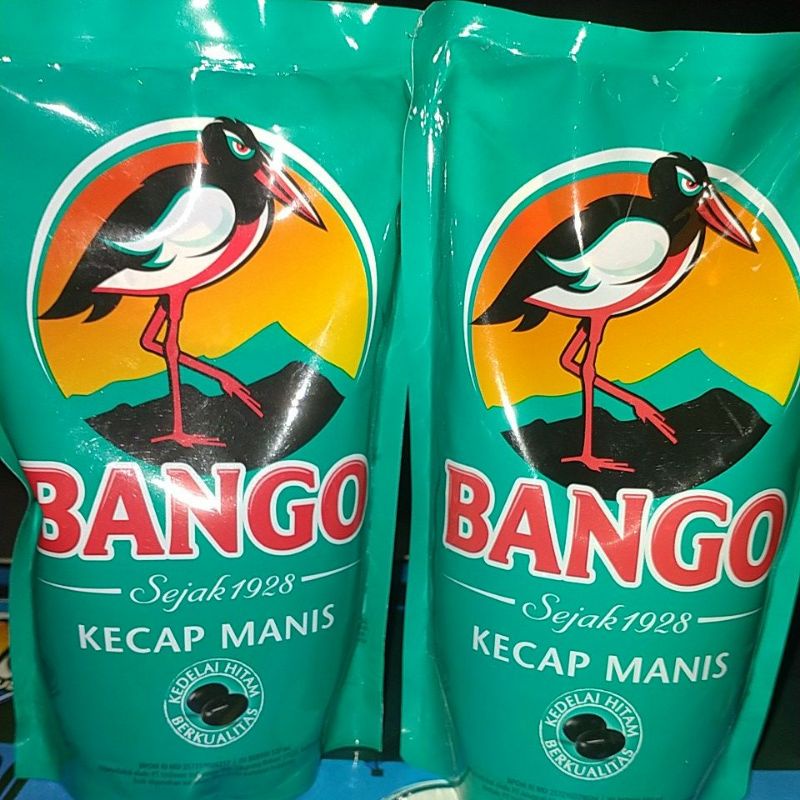 BANGO
Sejak 1928
KECAP MANIS
KEDELAI HITAM
BERKUALITAS
BANGO
Sejak 1928
KECAP MANIS
KEDELAI HITAM
BERKUALITAS